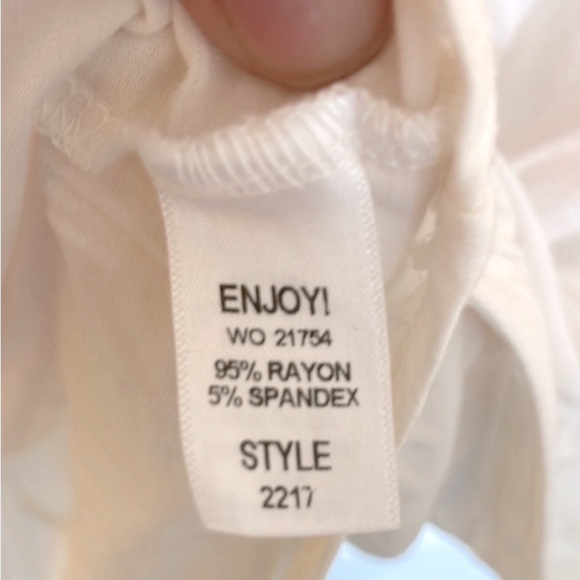 ENJOY!
WO 21754
95% RAYON
5% SPANDEX
STYLE
2217